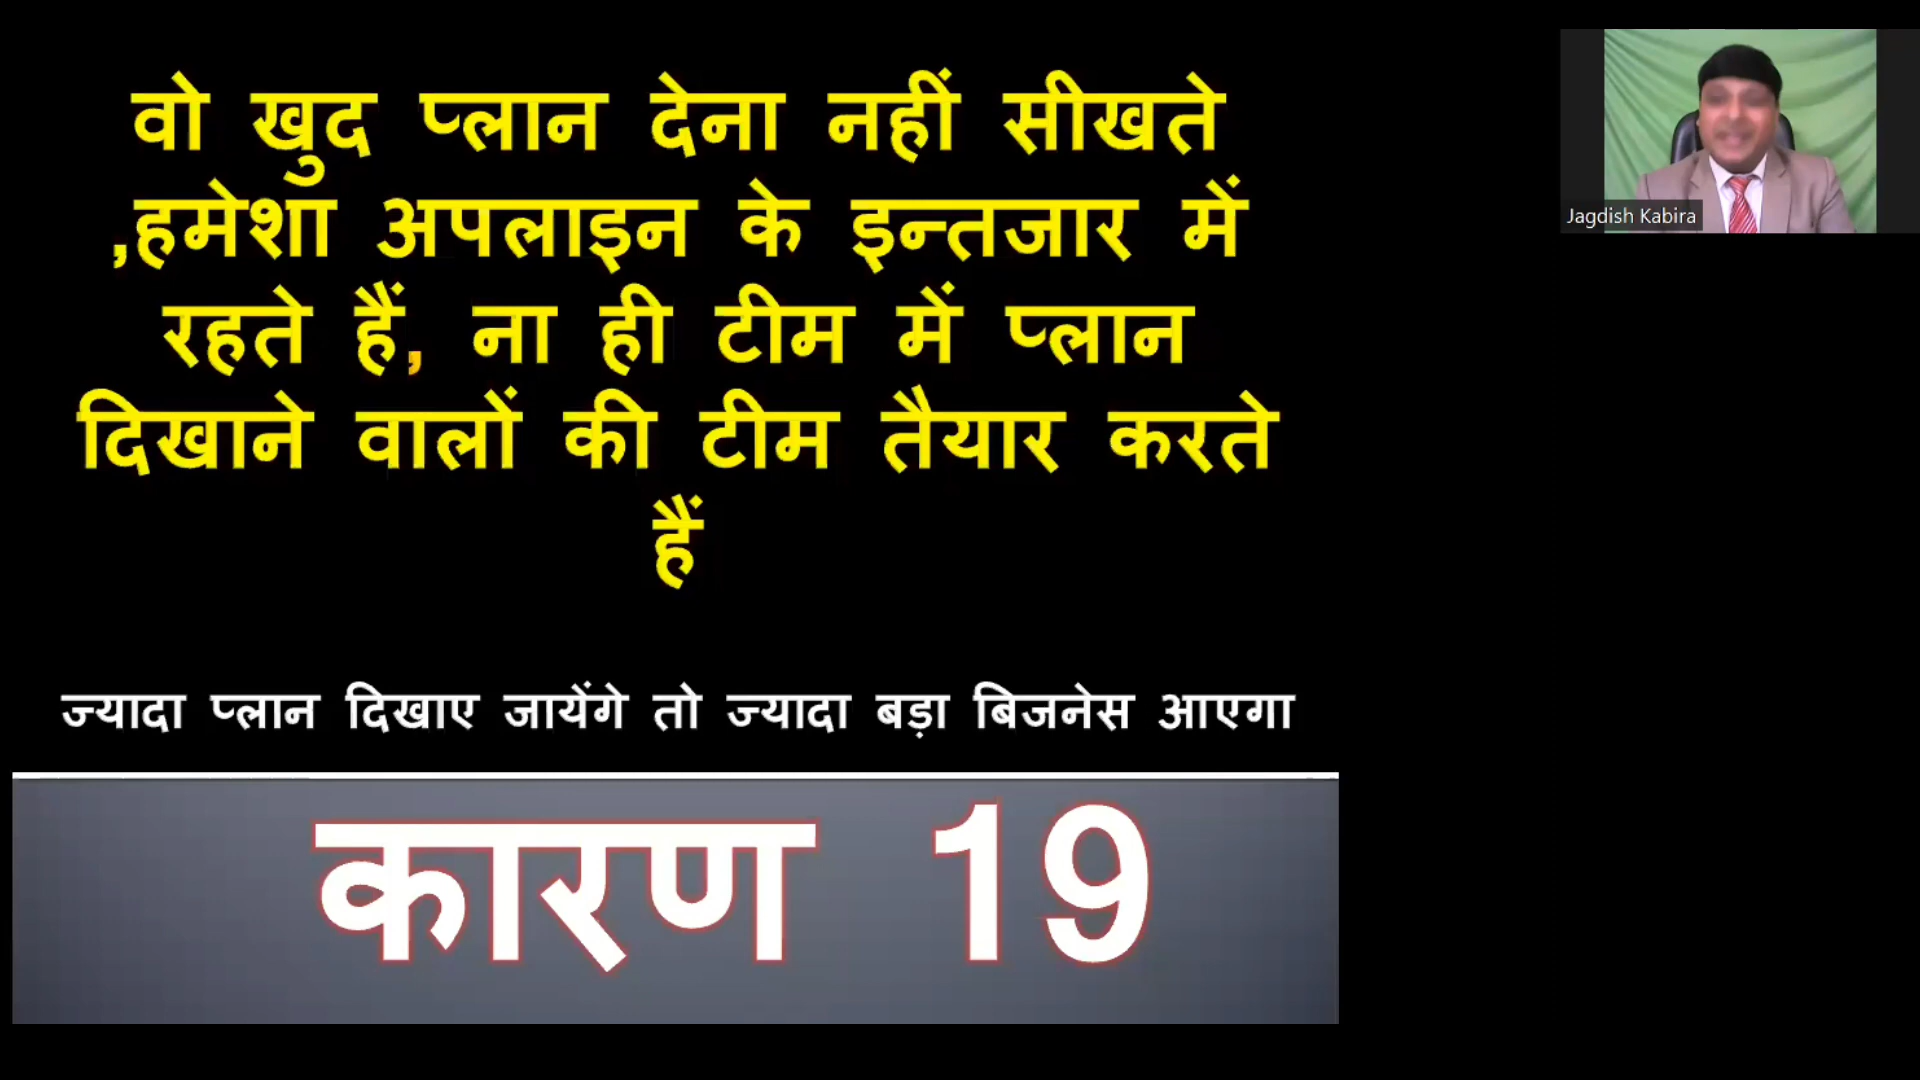 वो खुद प्लान देना नहीं सीखते
,हमेशा अपलाइन के इन्तजार में
रहते हैं, ना ही टीम में प्लान
दिखाने वालों की टीम तैयार करते
हैं
ज्यादा प्लान दिखाए जायेंगे तो ज्यादा बड़ा बिजनेस आएगा
कारण 19
Jagdish Kabira